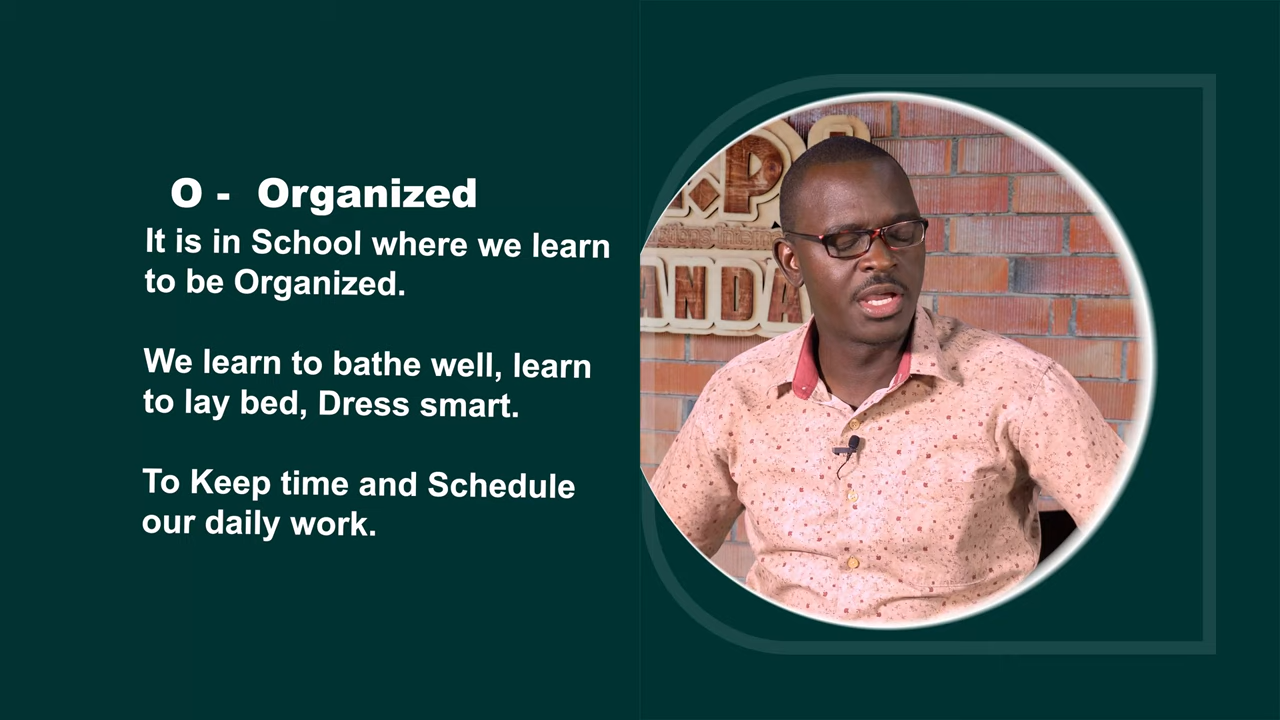 O - Organized
It is in School where we learn
to be Organized.
We learn to bathe well, learn
to lay bed, Dress smart.
To Keep time and Schedule
our daily work.